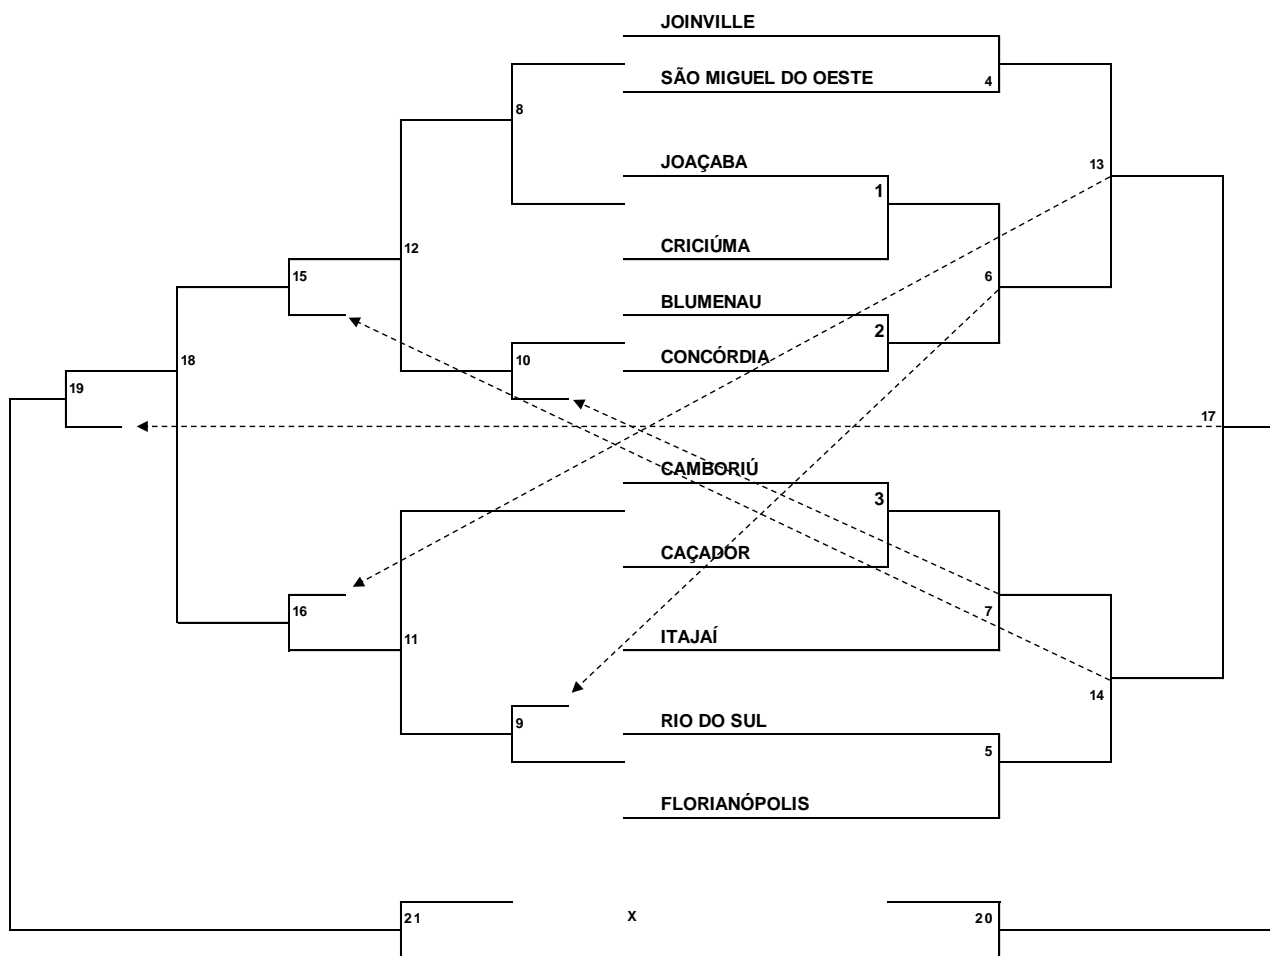 JOINVILLE
SÃO MIGUEL DO OESTE
4
8
JOAÇABA
13
1
CRICIÚMA
12
15
6
BLUMENAU
2
CONCÓRDIA
10
18
19
17
CAMBORIÚ
3
CAÇADOR
16
7
ITAJAÍ
11
14
RIO DO SUL
9
5
FLORIANÓPOLIS
21
X
20